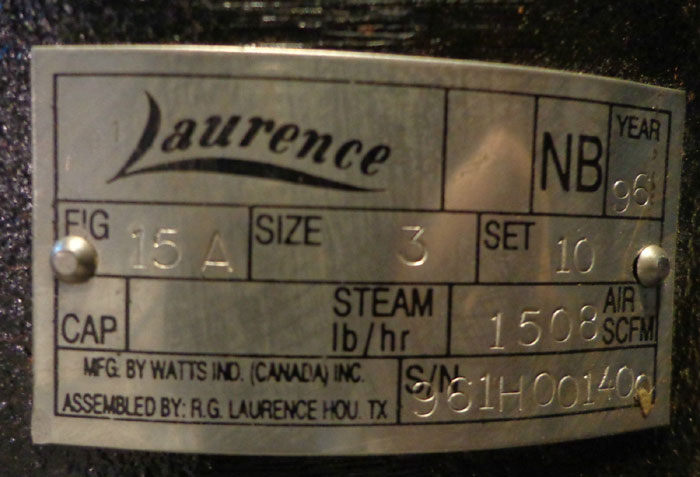 Laurence NB YEAR 96
FIG 15 A SIZE 3 SET 10
CAP STEAM lb/hr 1508 AIR SCFM
MFG. BY WATTS IND. (CANADA) INC.
ASSEMBLED BY: R.G. LAURENCE HOU. TX
S/N 961H001400